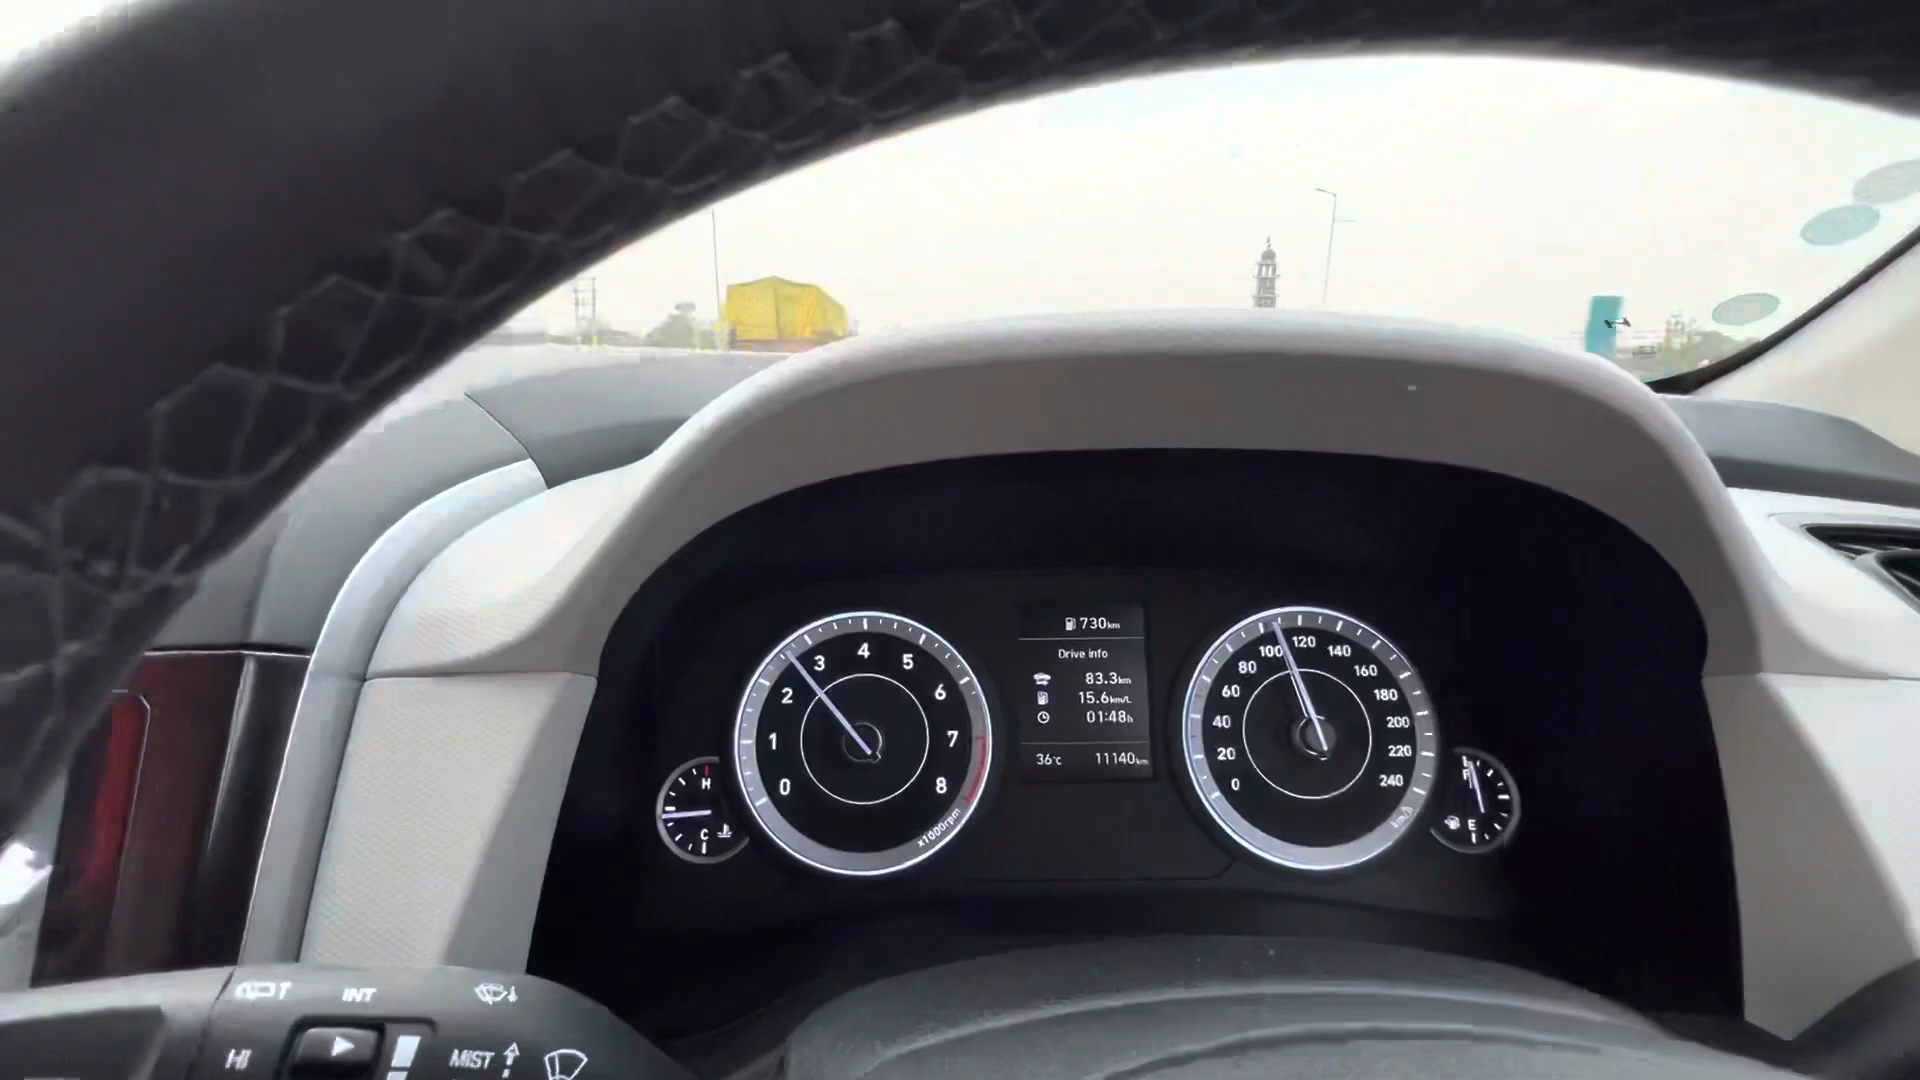 730km
Drive info
83.3km
15.6km/L
01:48h
36°C 11140km
0 1 2 3 4 5 6 7 8
x1000rpm
H
C
0 20 40 60 80 100 120 140 160 180 200 220 240
km/h
F
E
INT
HI
MIST